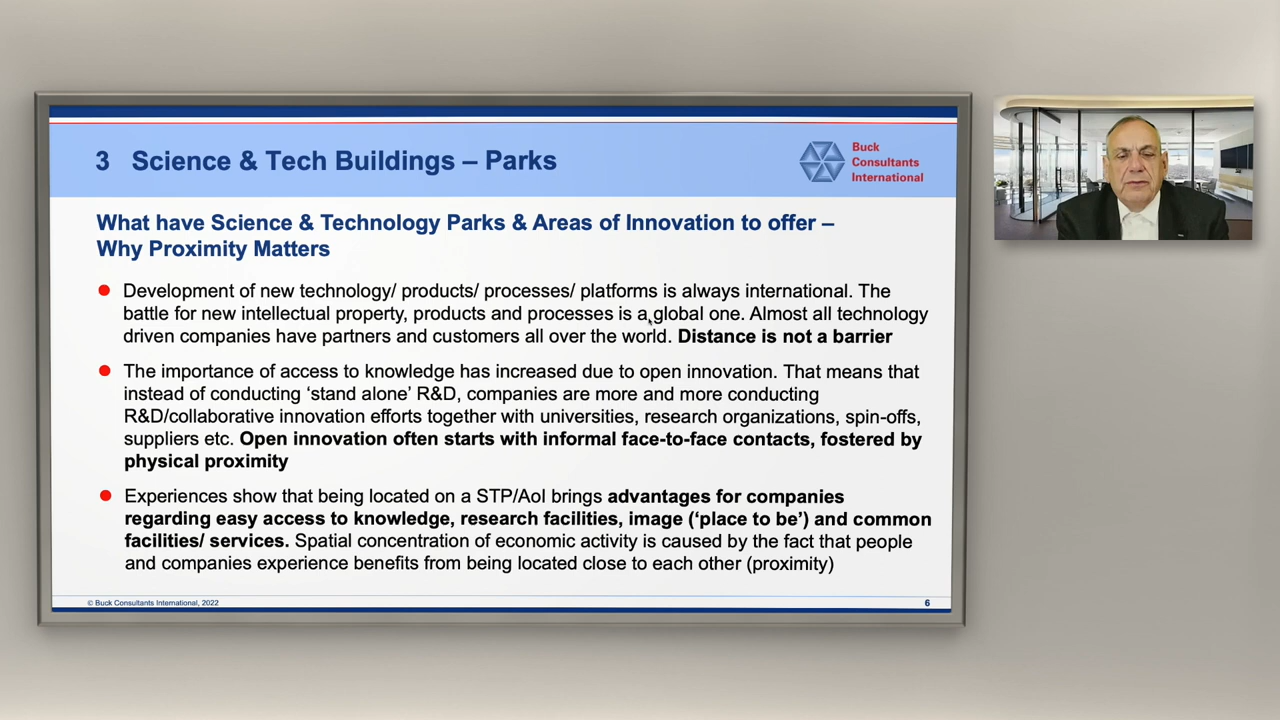 3 Science & Tech Buildings – Parks
Buck
Consultants
International
What have Science & Technology Parks & Areas of Innovation to offer –
Why Proximity Matters
Development of new technology/ products/ processes/ platforms is always international. The
battle for new intellectual property, products and processes is a global one. Almost all technology
driven companies have partners and customers all over the world. Distance is not a barrier
The importance of access to knowledge has increased due to open innovation. That means that
instead of conducting ‘stand alone’ R&D, companies are more and more conducting
R&D/collaborative innovation efforts together with universities, research organizations, spin-offs,
suppliers etc. Open innovation often starts with informal face-to-face contacts, fostered by
physical proximity
Experiences show that being located on a STP/AoI brings advantages for companies
regarding easy access to knowledge, research facilities, image (‘place to be’) and common
facilities/ services. Spatial concentration of economic activity is caused by the fact that people
and companies experience benefits from being located close to each other (proximity)
© Buck Consultants International, 2022
6